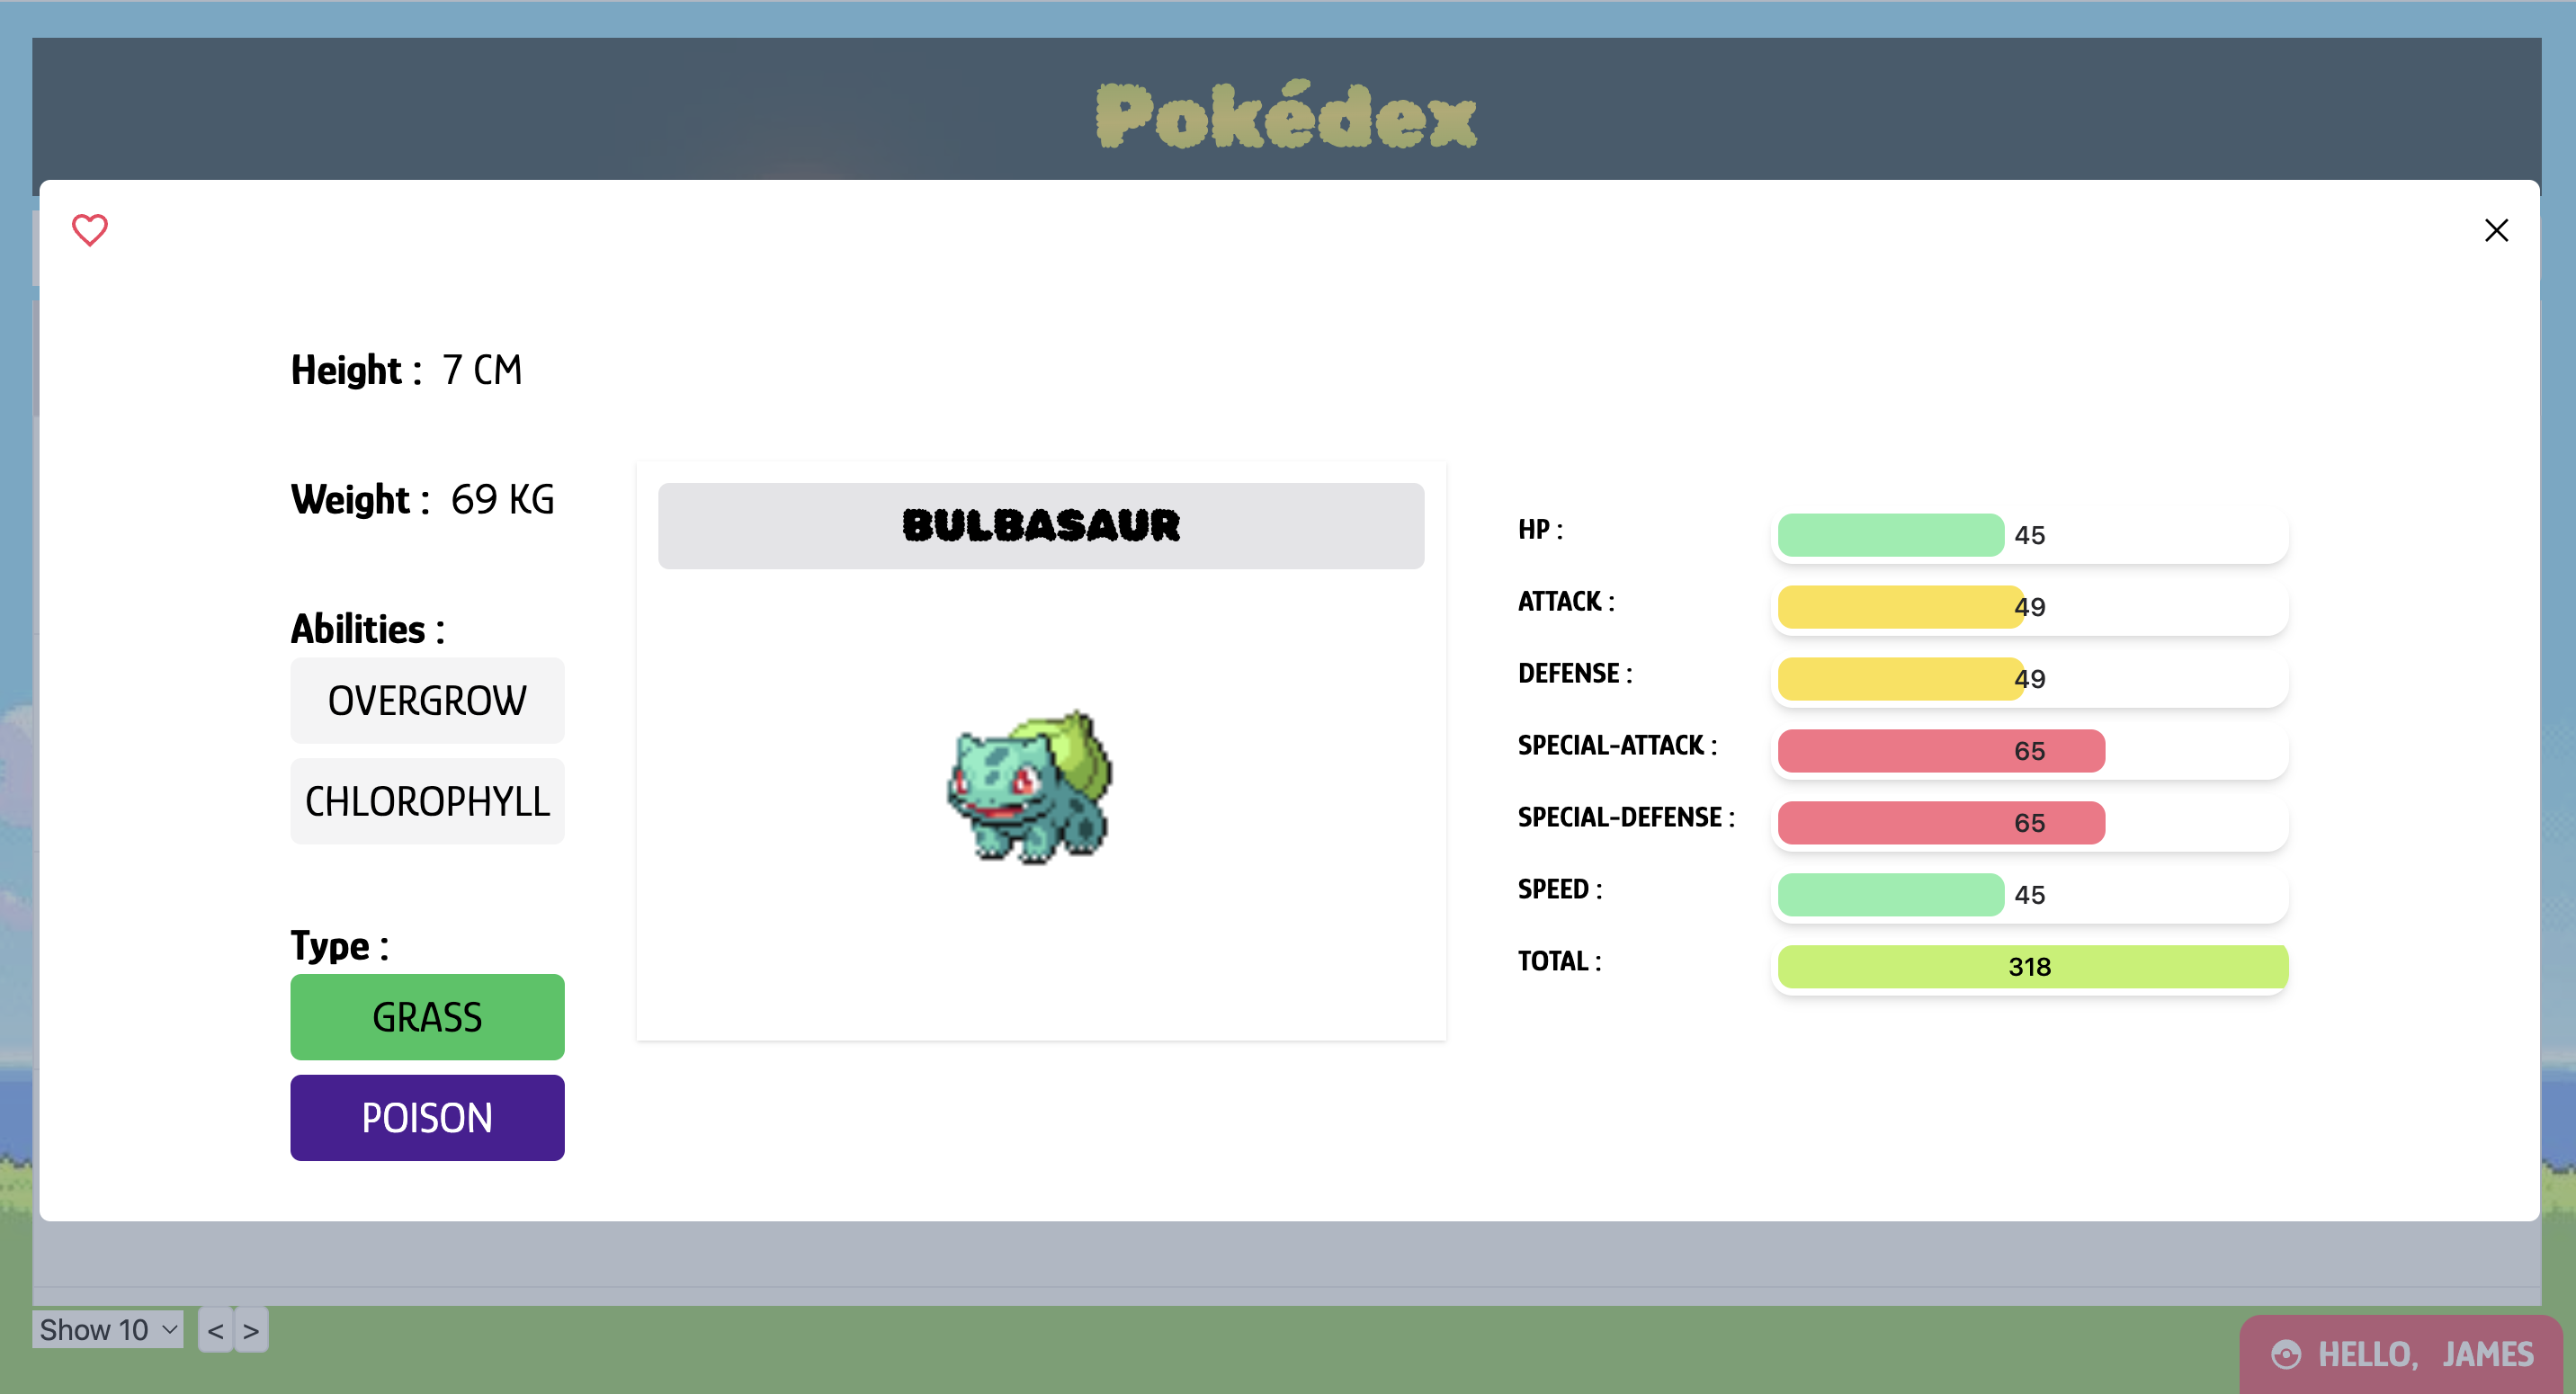 Pokédex
Height : 7 CM
Weight : 69 KG
Abilities :
OVERGROW
CHLOROPHYLL
Type :
GRASS
POISON
BULBASAUR
HP : 45
ATTACK : 49
DEFENSE : 49
SPECIAL-ATTACK : 65
SPECIAL-DEFENSE : 65
SPEED : 45
TOTAL : 318
Show 10 < >
HELLO, JAMES